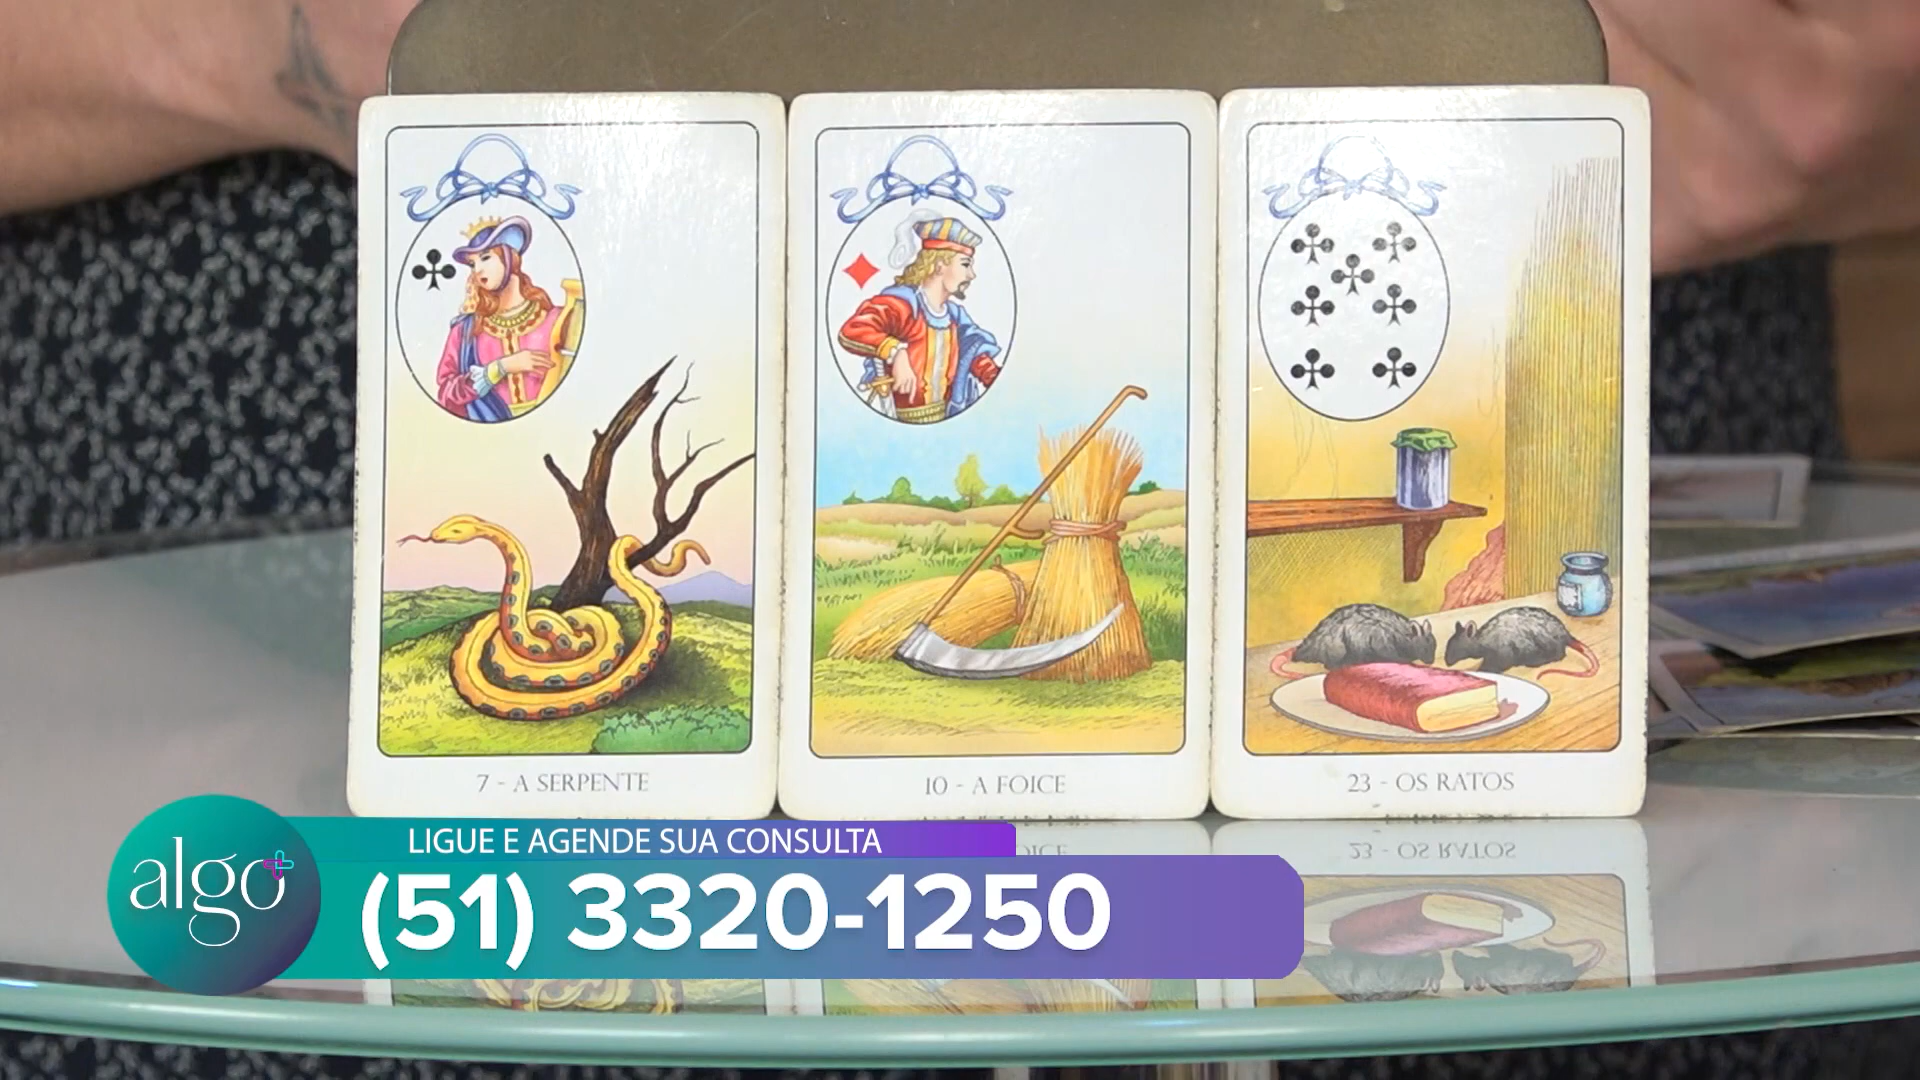 7 - A SERPENTE
10 - A FOICE
23 - OS RATOS
LIGUE E AGENDE SUA CONSULTA
algo+
(51) 3320-1250